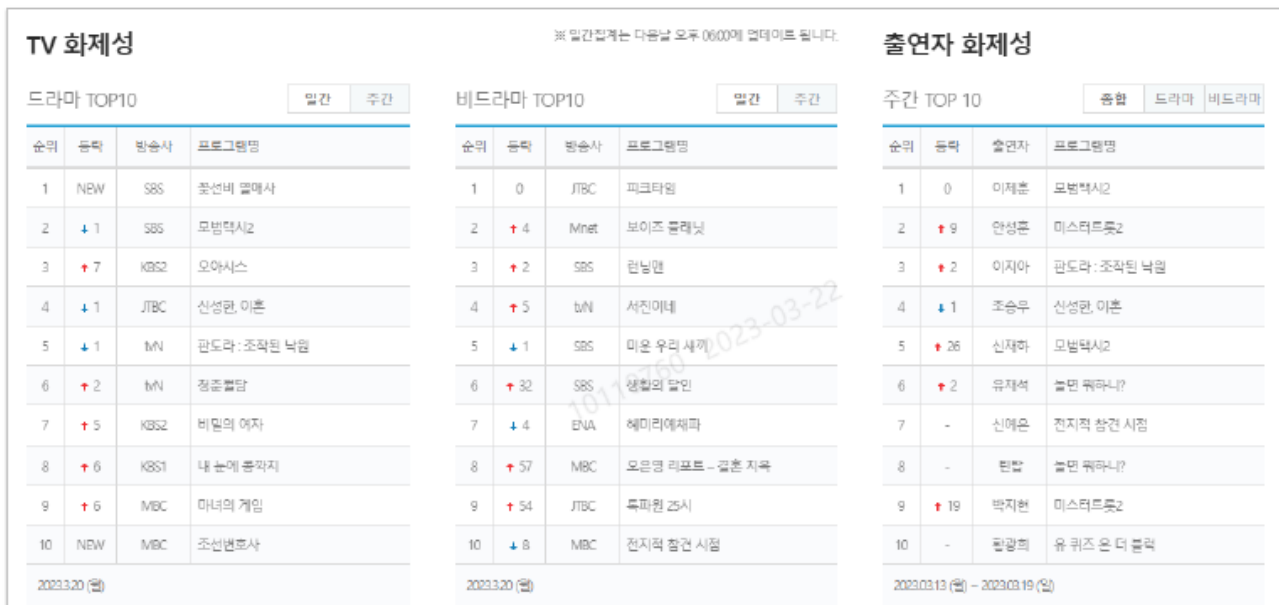 TV 화제성
※ 일간집계는 다음날 오후 06:00에 업데이트 됩니다.
드라마 TOP10 일간 주간
순위 등락 방송사 프로그램명
1 NEW SBS 꽃선비 열애사
2 ↓ 1 SBS 모범택시2
3 ↑ 7 KBS2 오아시스
4 ↓ 1 JTBC 신성한, 이혼
5 ↓ 1 tvN 판도라 : 조작된 낙원
6 ↑ 2 tvN 청춘월담
7 ↑ 5 KBS2 비밀의 여자
8 ↑ 6 KBS1 내 눈에 콩깍지
9 ↑ 6 MBC 마녀의 게임
10 NEW MBC 조선변호사
2023.3.20 (월)
비드라마 TOP10 일간 주간
순위 등락 방송사 프로그램명
1 0 JTBC 피크타임
2 ↑ 4 Mnet 보이즈 플래닛
3 ↑ 2 SBS 런닝맨
4 ↑ 5 tvN 서진이네
5 ↓ 1 SBS 미운 우리 새끼
6 ↑ 32 SBS 생활의 달인
7 ↓ 4 ENA 혜미리예채파
8 ↑ 57 MBC 오은영 리포트 – 결혼 지옥
9 ↑ 54 JTBC 톡파원 25시
10 ↓ 8 MBC 전지적 참견 시점
2023.3.20 (월)
출연자 화제성
주간 TOP 10 종합 드라마 비드라마
순위 등락 출연자 프로그램명
1 0 이제훈 모범택시2
2 ↑ 9 안성훈 미스터트롯2
3 ↑ 2 이지아 판도라 : 조작된 낙원
4 ↓ 1 조승우 신성한, 이혼
5 ↑ 26 신재하 모범택시2
6 ↑ 2 유재석 놀면 뭐하니?
7 - 신예은 전지적 참견 시점
8 - 틴탑 놀면 뭐하니?
9 ↑ 19 박지현 미스터트롯2
10 - 황광희 유 퀴즈 온 더 블럭
2023.03.13 (월) ~ 2023.03.19 (일)
10118760 2023-03-22